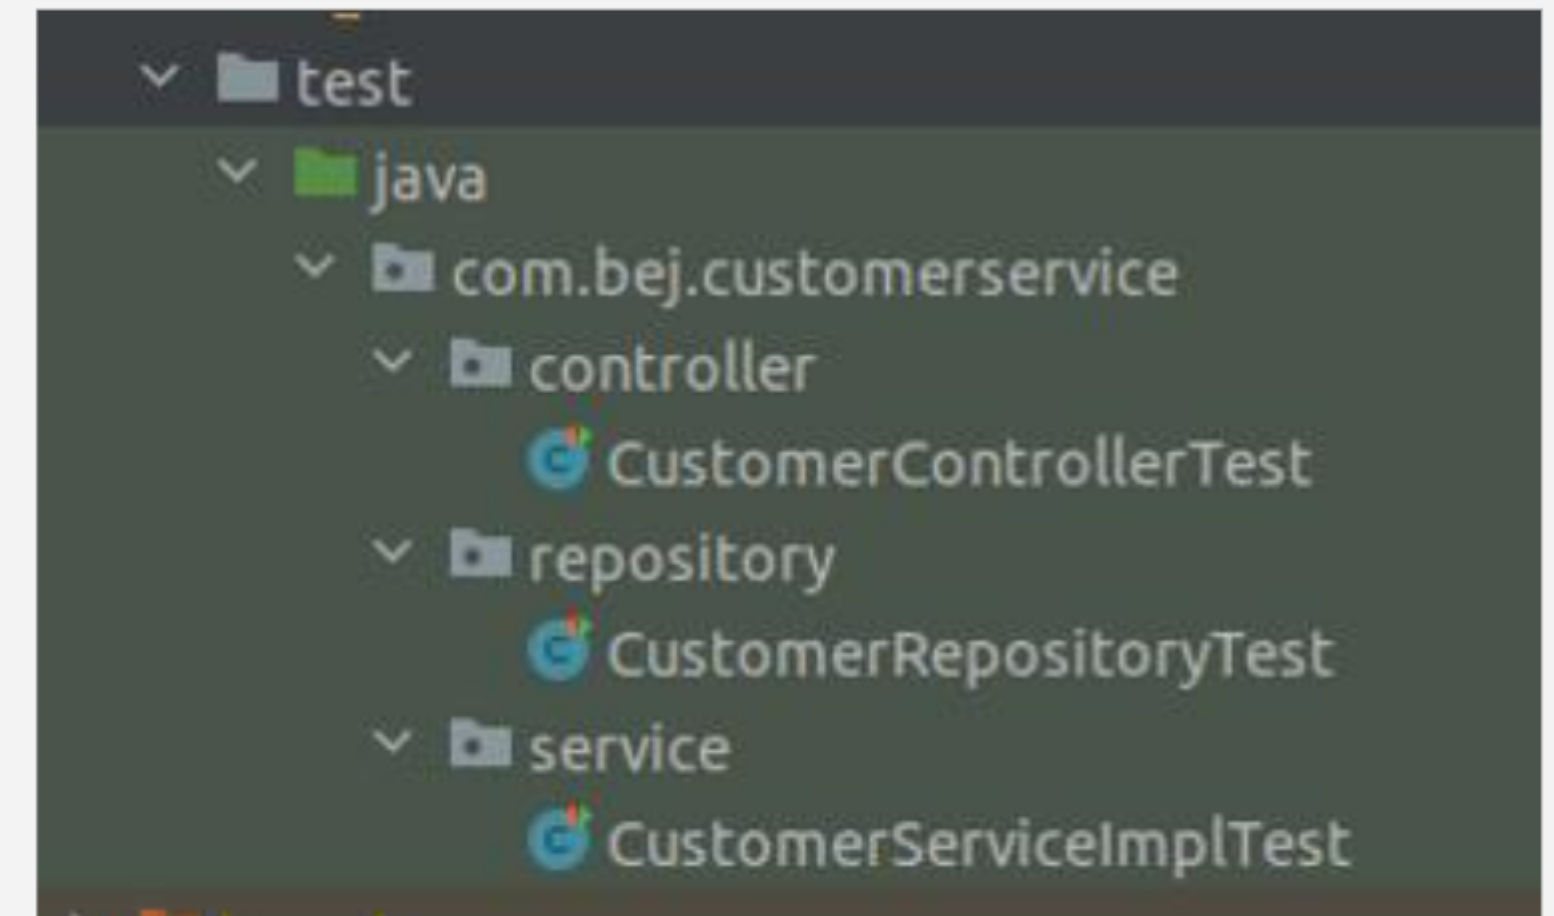 test
java
com.bej.customerservice
controller
CustomerControllerTest
repository
CustomerRepositoryTest
service
CustomerServiceImplTest